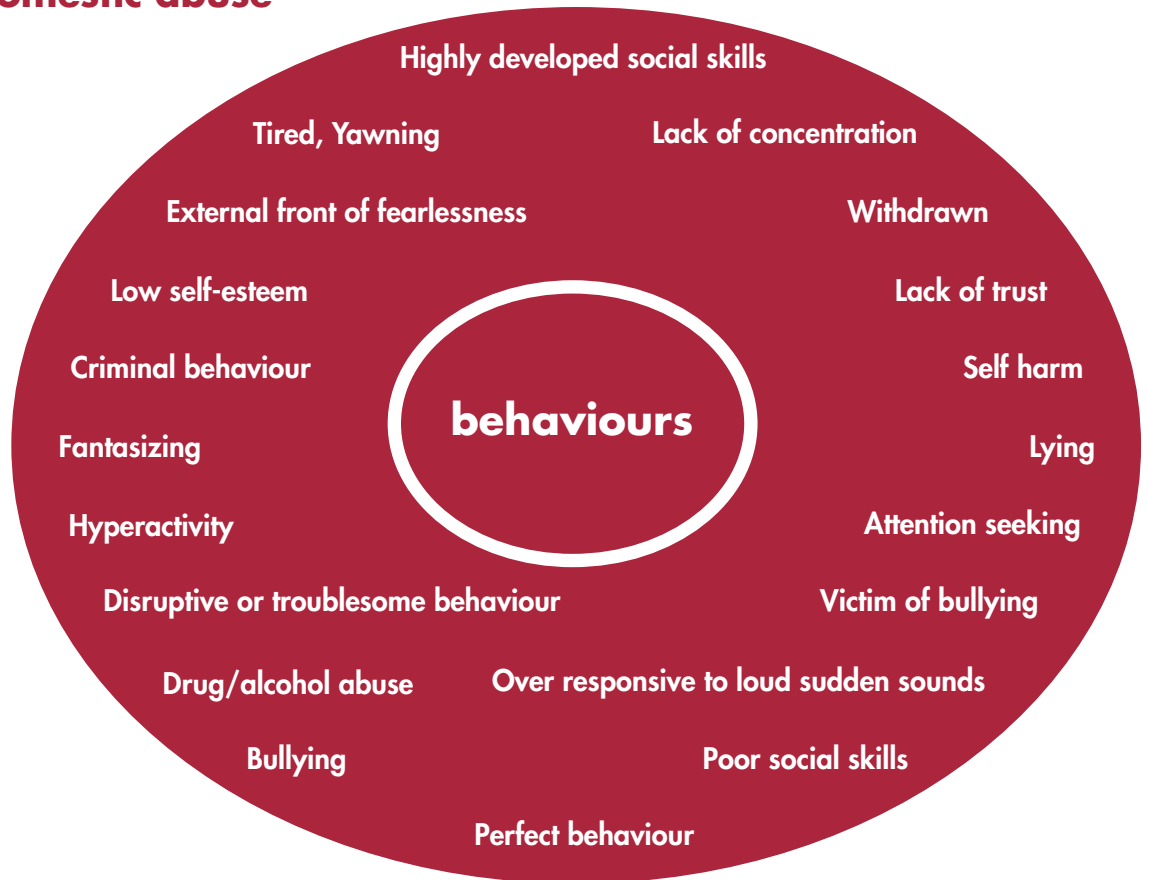 abuse
Highly developed social skills
Tired, Yawning
Lack of concentration
External front of fearlessness
Withdrawn
Low self-esteem
Lack of trust
Criminal behaviour
Self harm
behaviours
Fantasizing
Lying
Hyperactivity
Attention seeking
Disruptive or troublesome behaviour
Victim of bullying
Drug/alcohol abuse
Over responsive to loud sudden sounds
Bullying
Poor social skills
Perfect behaviour